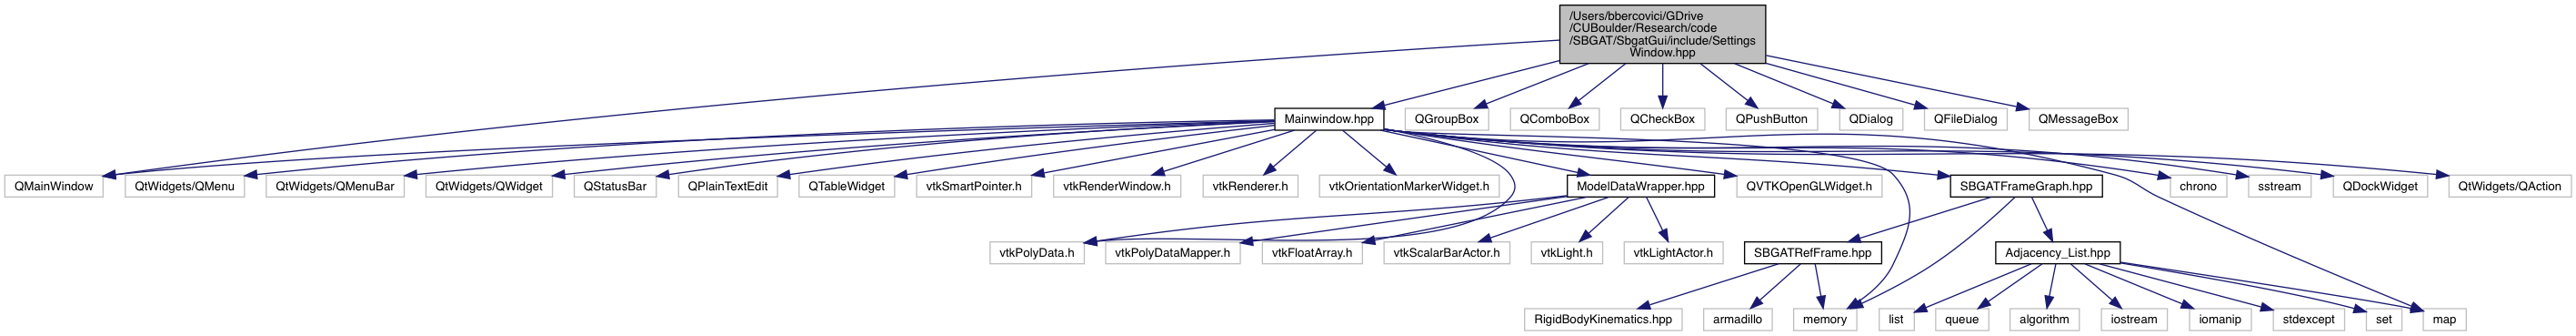 /Users/bbercovici/GDrive
/CUBoulder/Research/code
/SBGAT/SbgatGui/include/Settings
Window.hpp
Mainwindow.hpp
QGroupBox
QComboBox
QCheckBox
QPushButton
QDialog
QFileDialog
QMessageBox
QMainWindow
QtWidgets/QMenu
QtWidgets/QMenuBar
QtWidgets/QWidget
QStatusBar
QPlainTextEdit
QTableWidget
vtkSmartPointer.h
vtkRenderWindow.h
vtkRenderer.h
vtkOrientationMarkerWidget.h
ModelDataWrapper.hpp
QVTKOpenGLWidget.h
SBGATFrameGraph.hpp
chrono
sstream
QDockWidget
QtWidgets/QAction
vtkPolyData.h
vtkPolyDataMapper.h
vtkFloatArray.h
vtkScalarBarActor.h
vtkLight.h
vtkLightActor.h
SBGATRefFrame.hpp
Adjacency_List.hpp
RigidBodyKinematics.hpp
armadillo
memory
list
queue
algorithm
iostream
iomanip
stdexcept
set
map